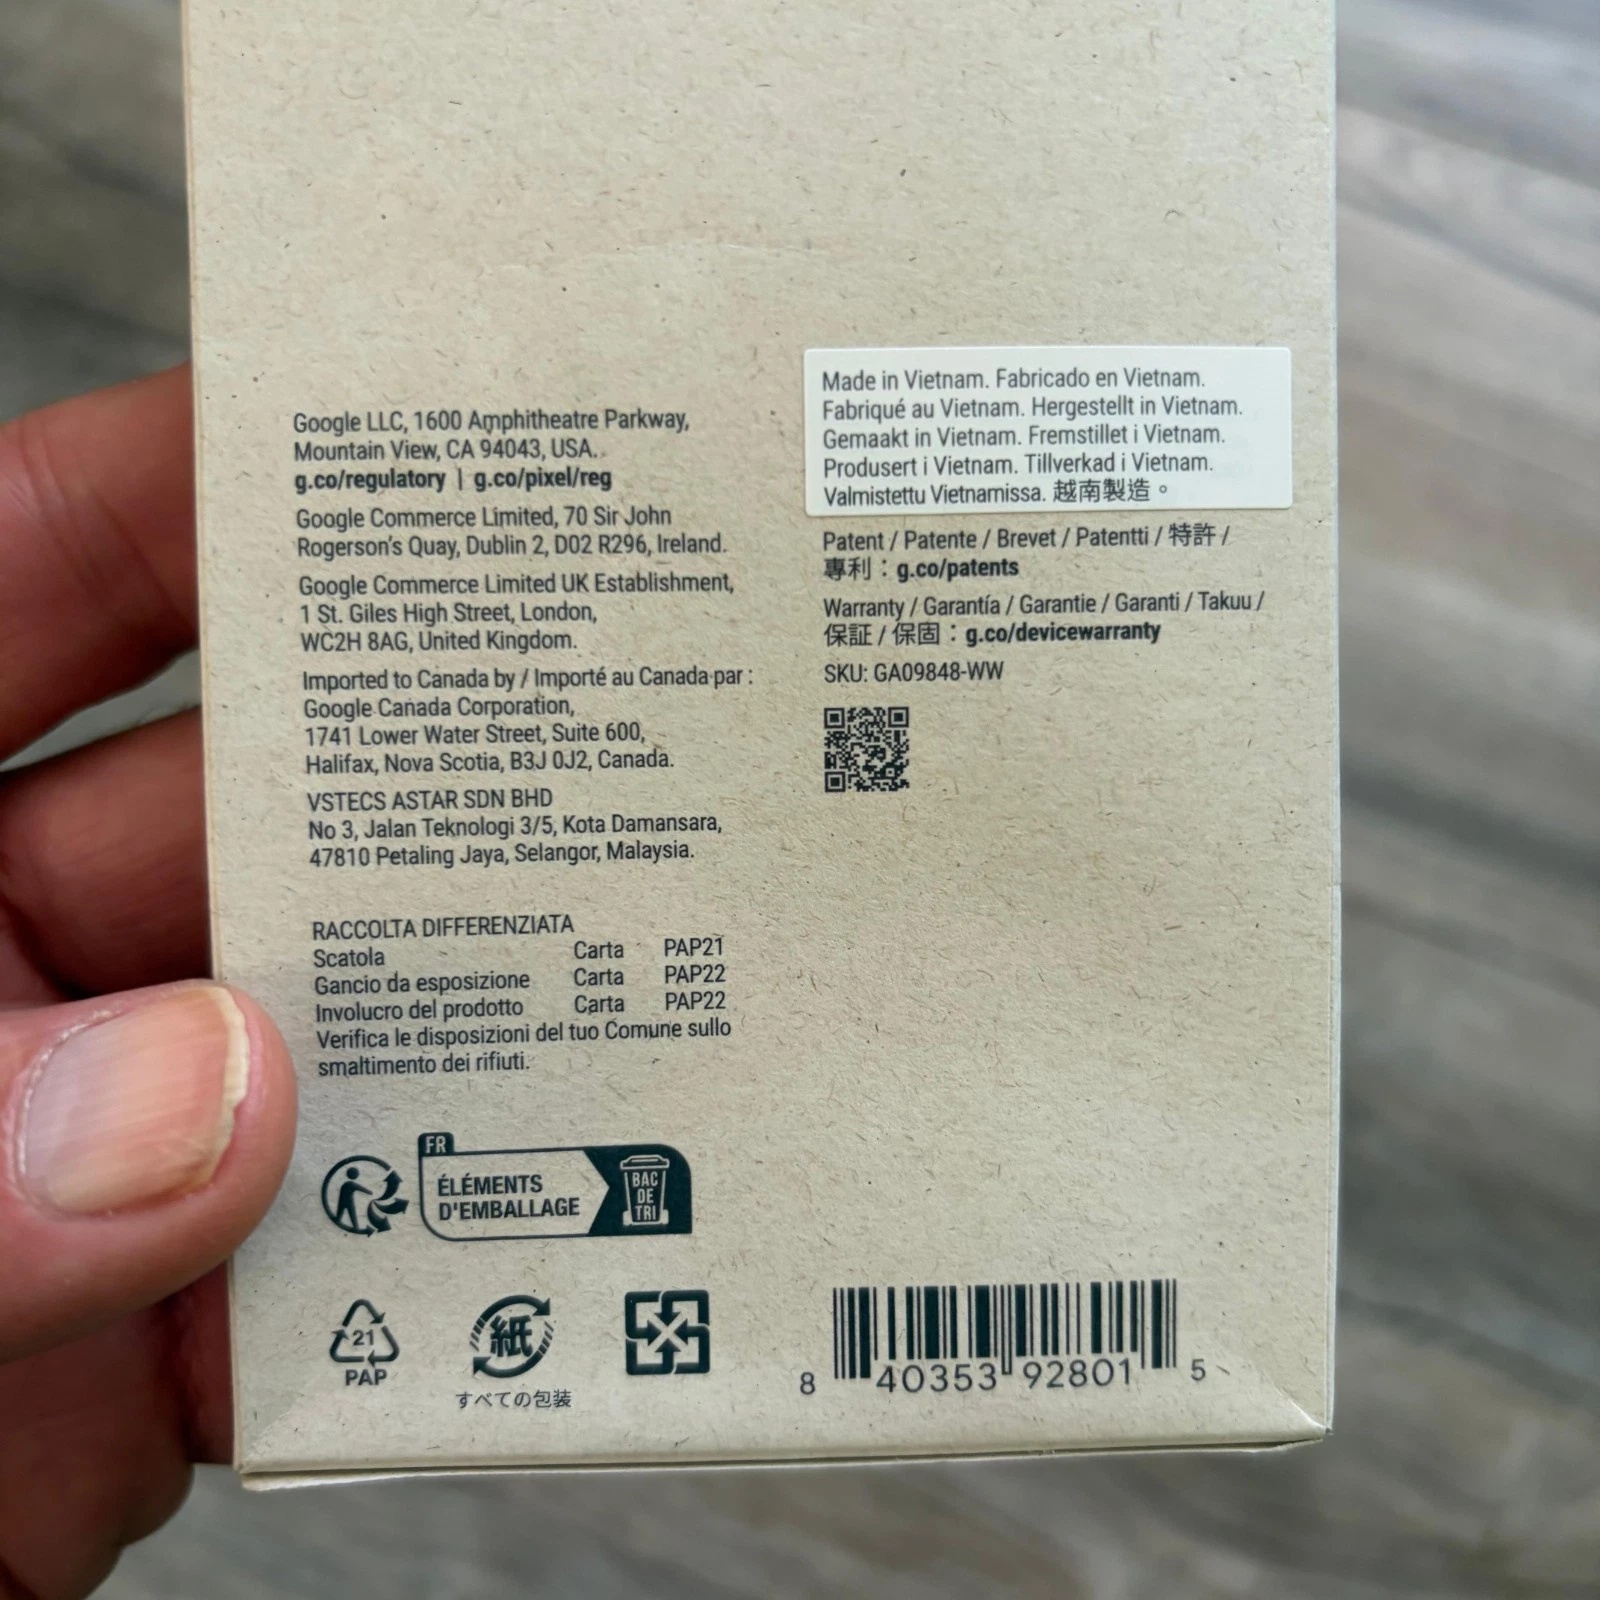 Google LLC, 1600 Amphitheatre Parkway,
Mountain View, CA 94043, USA.
g.co/regulatory | g.co/pixel/reg
Google Commerce Limited, 70 Sir John
Rogerson's Quay, Dublin 2, D02 R296, Ireland.
Google Commerce Limited UK Establishment,
1 St. Giles High Street, London,
WC2H 8AG, United Kingdom.
Imported to Canada by / Importé au Canada par :
Google Canada Corporation,
1741 Lower Water Street, Suite 600,
Halifax, Nova Scotia, B3J 0J2, Canada.
VSTECS ASTAR SDN BHD
No 3, Jalan Teknologi 3/5, Kota Damansara,
47810 Petaling Jaya, Selangor, Malaysia.
RACCOLTA DIFFERENZIATA
Scatola Carta PAP21
Gancio da esposizione Carta PAP22
Involucro del prodotto Carta PAP22
Verifica le disposizioni del tuo Comune sullo
smaltimento dei rifiuti.
Made in Vietnam. Fabricado en Vietnam.
Fabriqué au Vietnam. Hergestellt in Vietnam.
Gemaakt in Vietnam. Fremstillet i Vietnam.
Produsert i Vietnam. Tillverkad i Vietnam.
Valmistettu Vietnamissa. 越南製造。
Patent / Patente / Brevet / Patentti / 特許 /
專利：g.co/patents
Warranty / Garantía / Garantie / Garanti / Takuu /
保証 / 保固：g.co/devicewarranty
SKU: GA09848-WW
FR
ÉLÉMENTS
D'EMBALLAGE
BAC
DE
TRI
21
PAP
紙
すべての包装
8 40353 92801 5